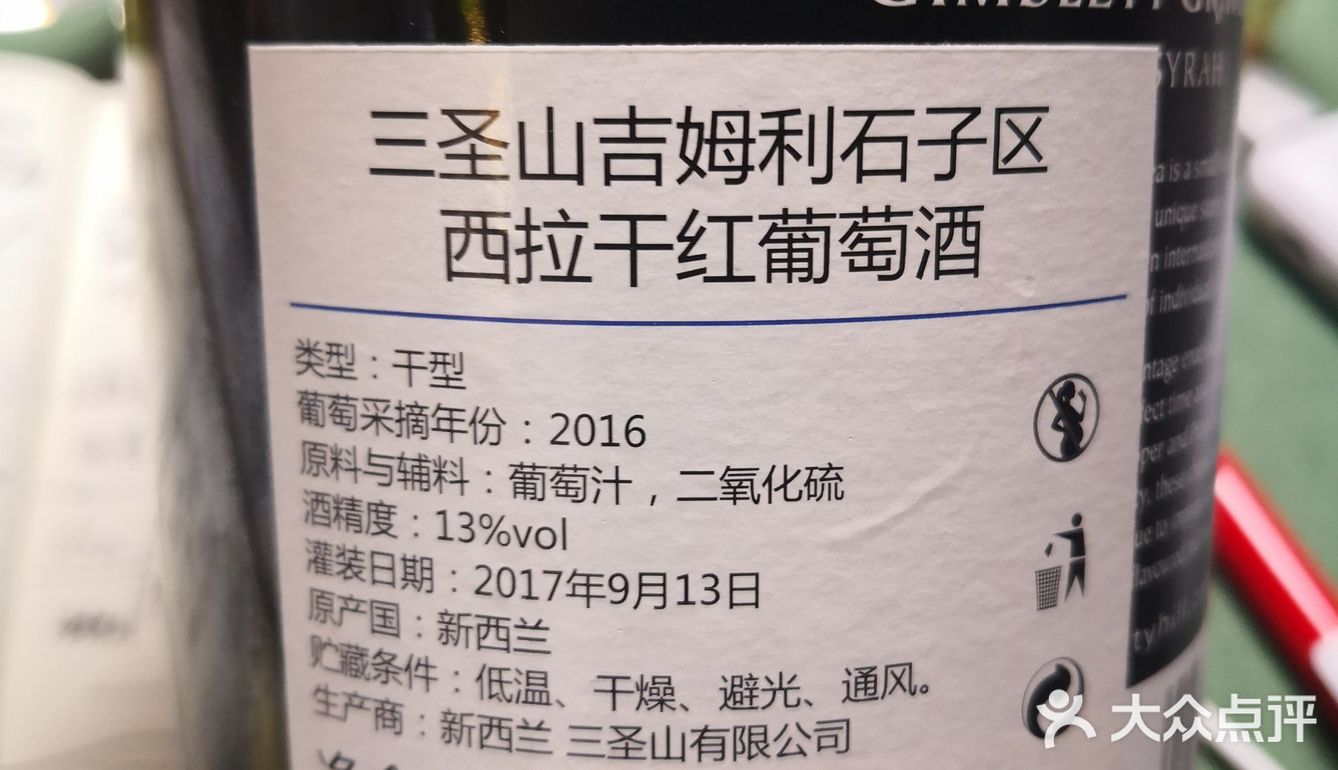 SYRAH
三圣山吉姆利石子区
西拉干红葡萄酒
类型：干型
葡萄采摘年份：2016
原料与辅料：葡萄汁，二氧化硫
酒精度：13%vol
灌装日期：2017年9月13日
原产国：新西兰
贮藏条件：低温、干燥、避光、通风。
生产商：新西兰 三圣山有限公司
a is a
unique
大众点评